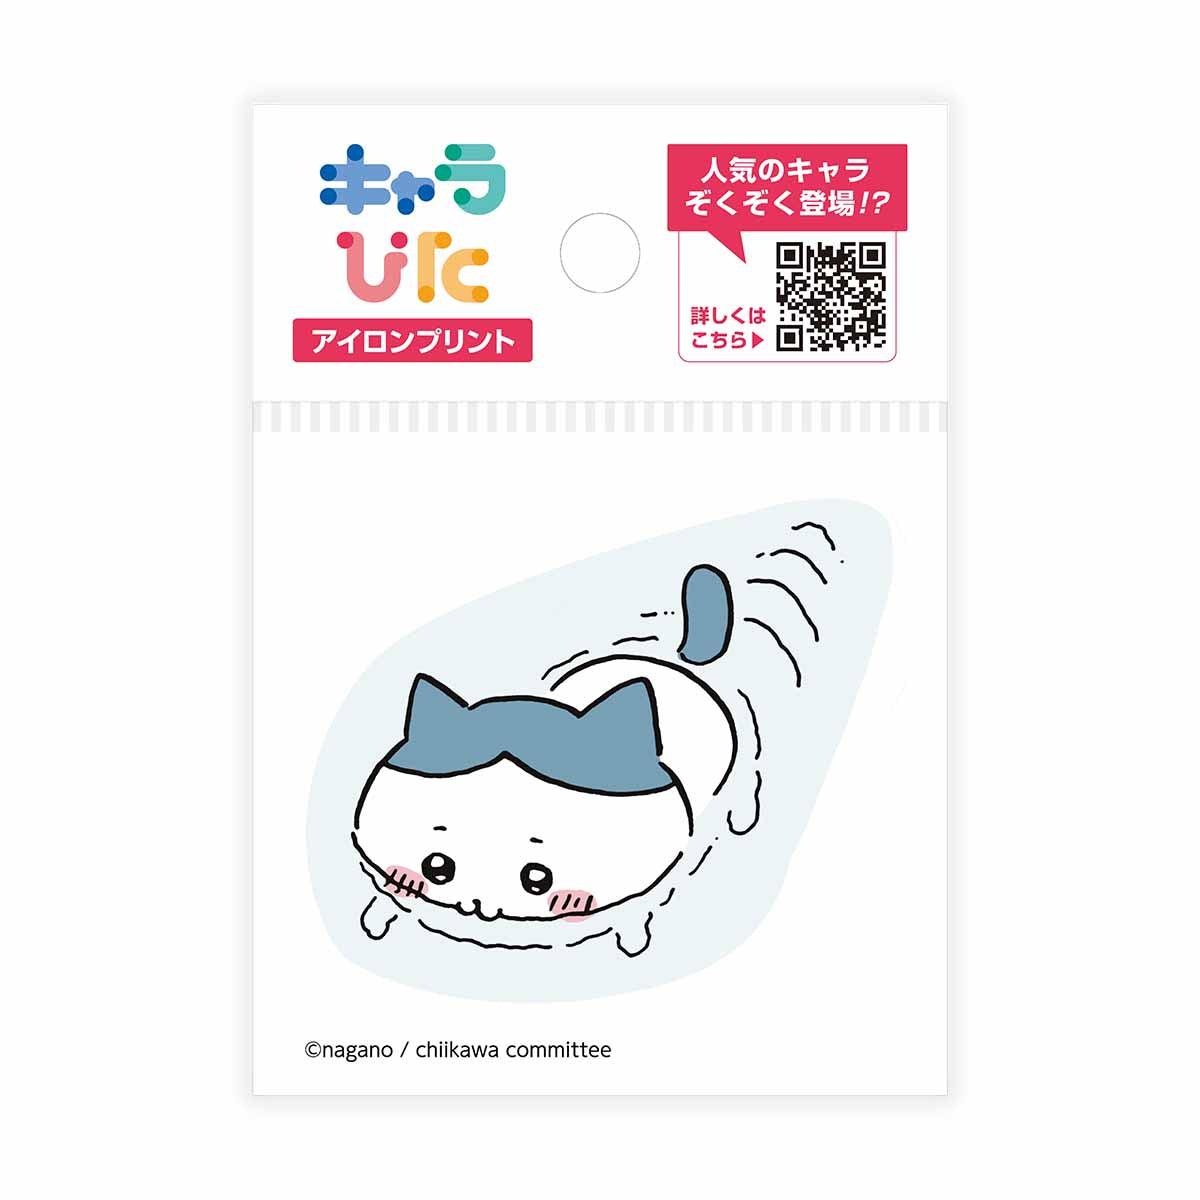 キャラ
ぴた
アイロンプリント
人気のキャラ
ぞくぞく登場!?
詳しくは
こちら▶
©nagano / chiikawa committee